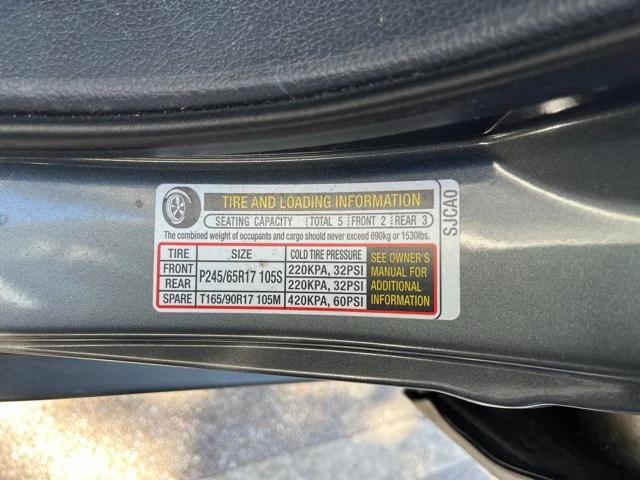 TIRE AND LOADING INFORMATION
SEATING CAPACITY TOTAL 5 FRONT 2 REAR 3
The combined weight of occupants and cargo should never exceed 690kg or 1530lbs.
TIRE SIZE COLD TIRE PRESSURE SEE OWNER'S MANUAL FOR ADDITIONAL INFORMATION
FRONT P245/65R17 105S 220KPA, 32PSI
REAR 220KPA, 32PSI
SPARE T165/90R17 105M 420KPA, 60PSI
SJCA0